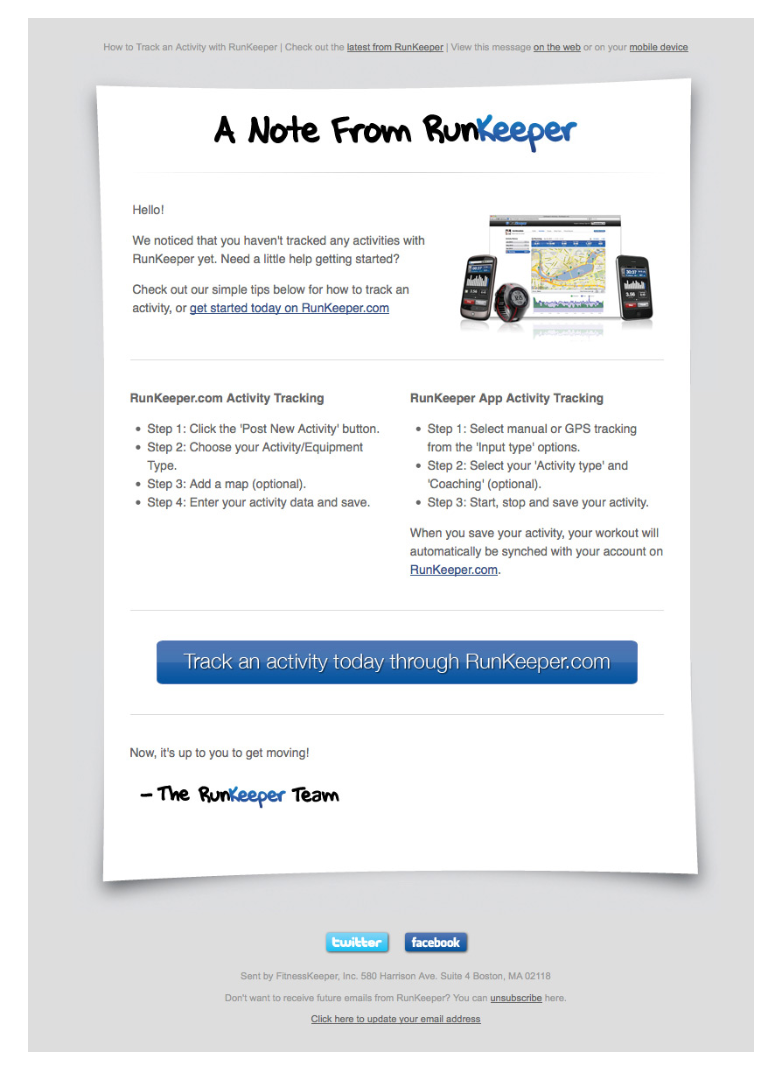 How to Track an Activity with RunKeeper | Check out the latest from RunKeeper | View this message on the web or on your mobile device
A Note From RunKeeper
Hello!
We noticed that you haven't tracked any activities with
RunKeeper yet. Need a little help getting started?
Check out our simple tips below for how to track an
activity, or get started today on RunKeeper.com
RunKeeper.com Activity Tracking
• Step 1: Click the 'Post New Activity' button.
• Step 2: Choose your Activity/Equipment
Type.
• Step 3: Add a map (optional).
• Step 4: Enter your activity data and save.
RunKeeper App Activity Tracking
• Step 1: Select manual or GPS tracking
from the 'Input type' options.
• Step 2: Select your 'Activity type' and
'Coaching' (optional).
• Step 3: Start, stop and save your activity.
When you save your activity, your workout will
automatically be synched with your account on
RunKeeper.com.
Track an activity today through RunKeeper.com
Now, it's up to you to get moving!
– The RunKeeper Team
twitter facebook
Sent by FitnessKeeper, Inc. 580 Harrison Ave. Suite 4 Boston, MA 02118
Don't want to receive future emails from RunKeeper? You can unsubscribe here.
Click here to update your email address